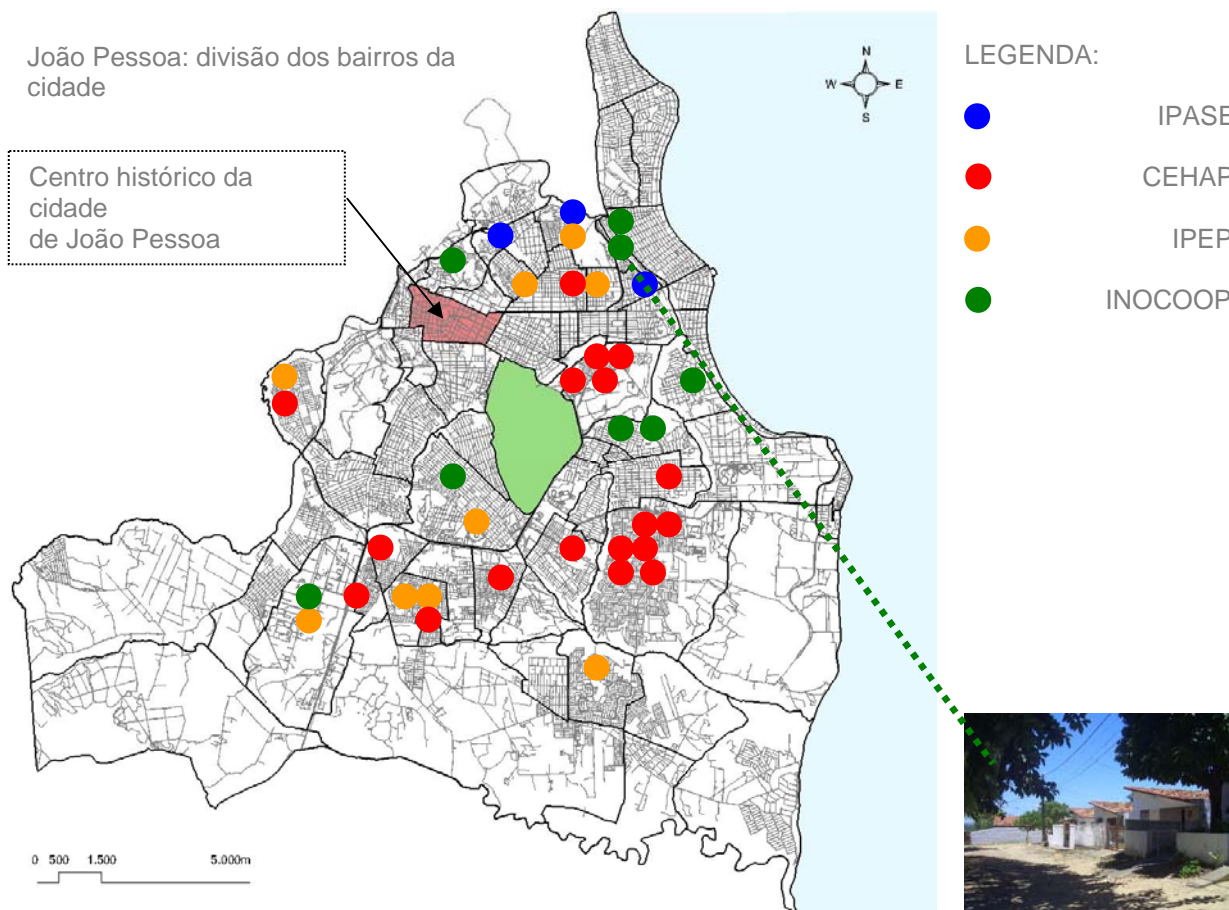 João Pessoa: divisão dos bairros da
cidade
Centro histórico da
cidade
de João Pessoa
N
W
E
S
LEGENDA:
IPASE
CEHAP
IPEP
INOCOOP
0 500 1.500 5.000m